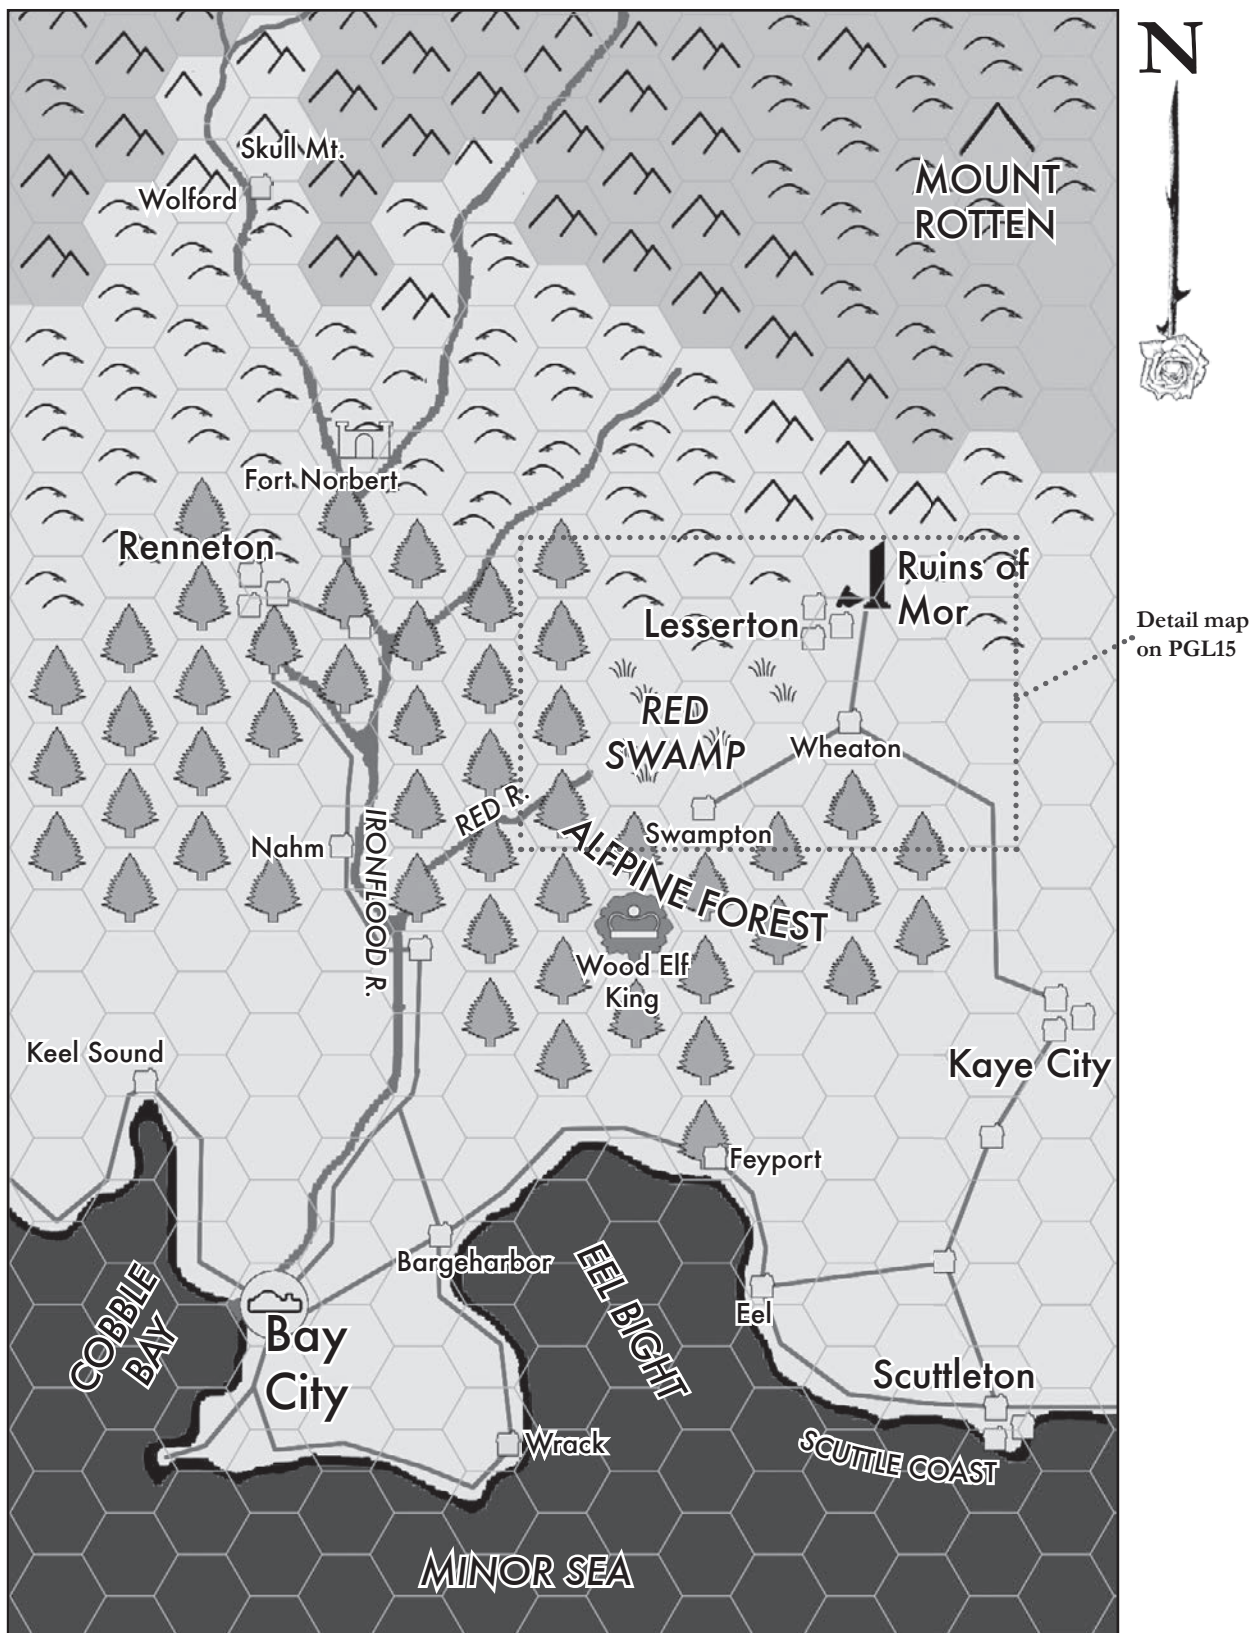 N
Skull Mt.
Wolford
MOUNT
ROTTEN
Fort Norbert
Renneton
Ruins of
Mor
Lesserton
Detail map
on PGL15
RED
SWAMP
Wheaton
RED R.
Swampton
IRONFLOOD R.
Nahm
ALFPINE FOREST
Wood Elf
King
Keel Sound
Kaye City
Feyport
Bargeharbor
EEL BIGHT
COBBLE
BAY
Eel
Bay
City
Scuttleton
Wrack
SCUTTLE COAST
MINOR SEA